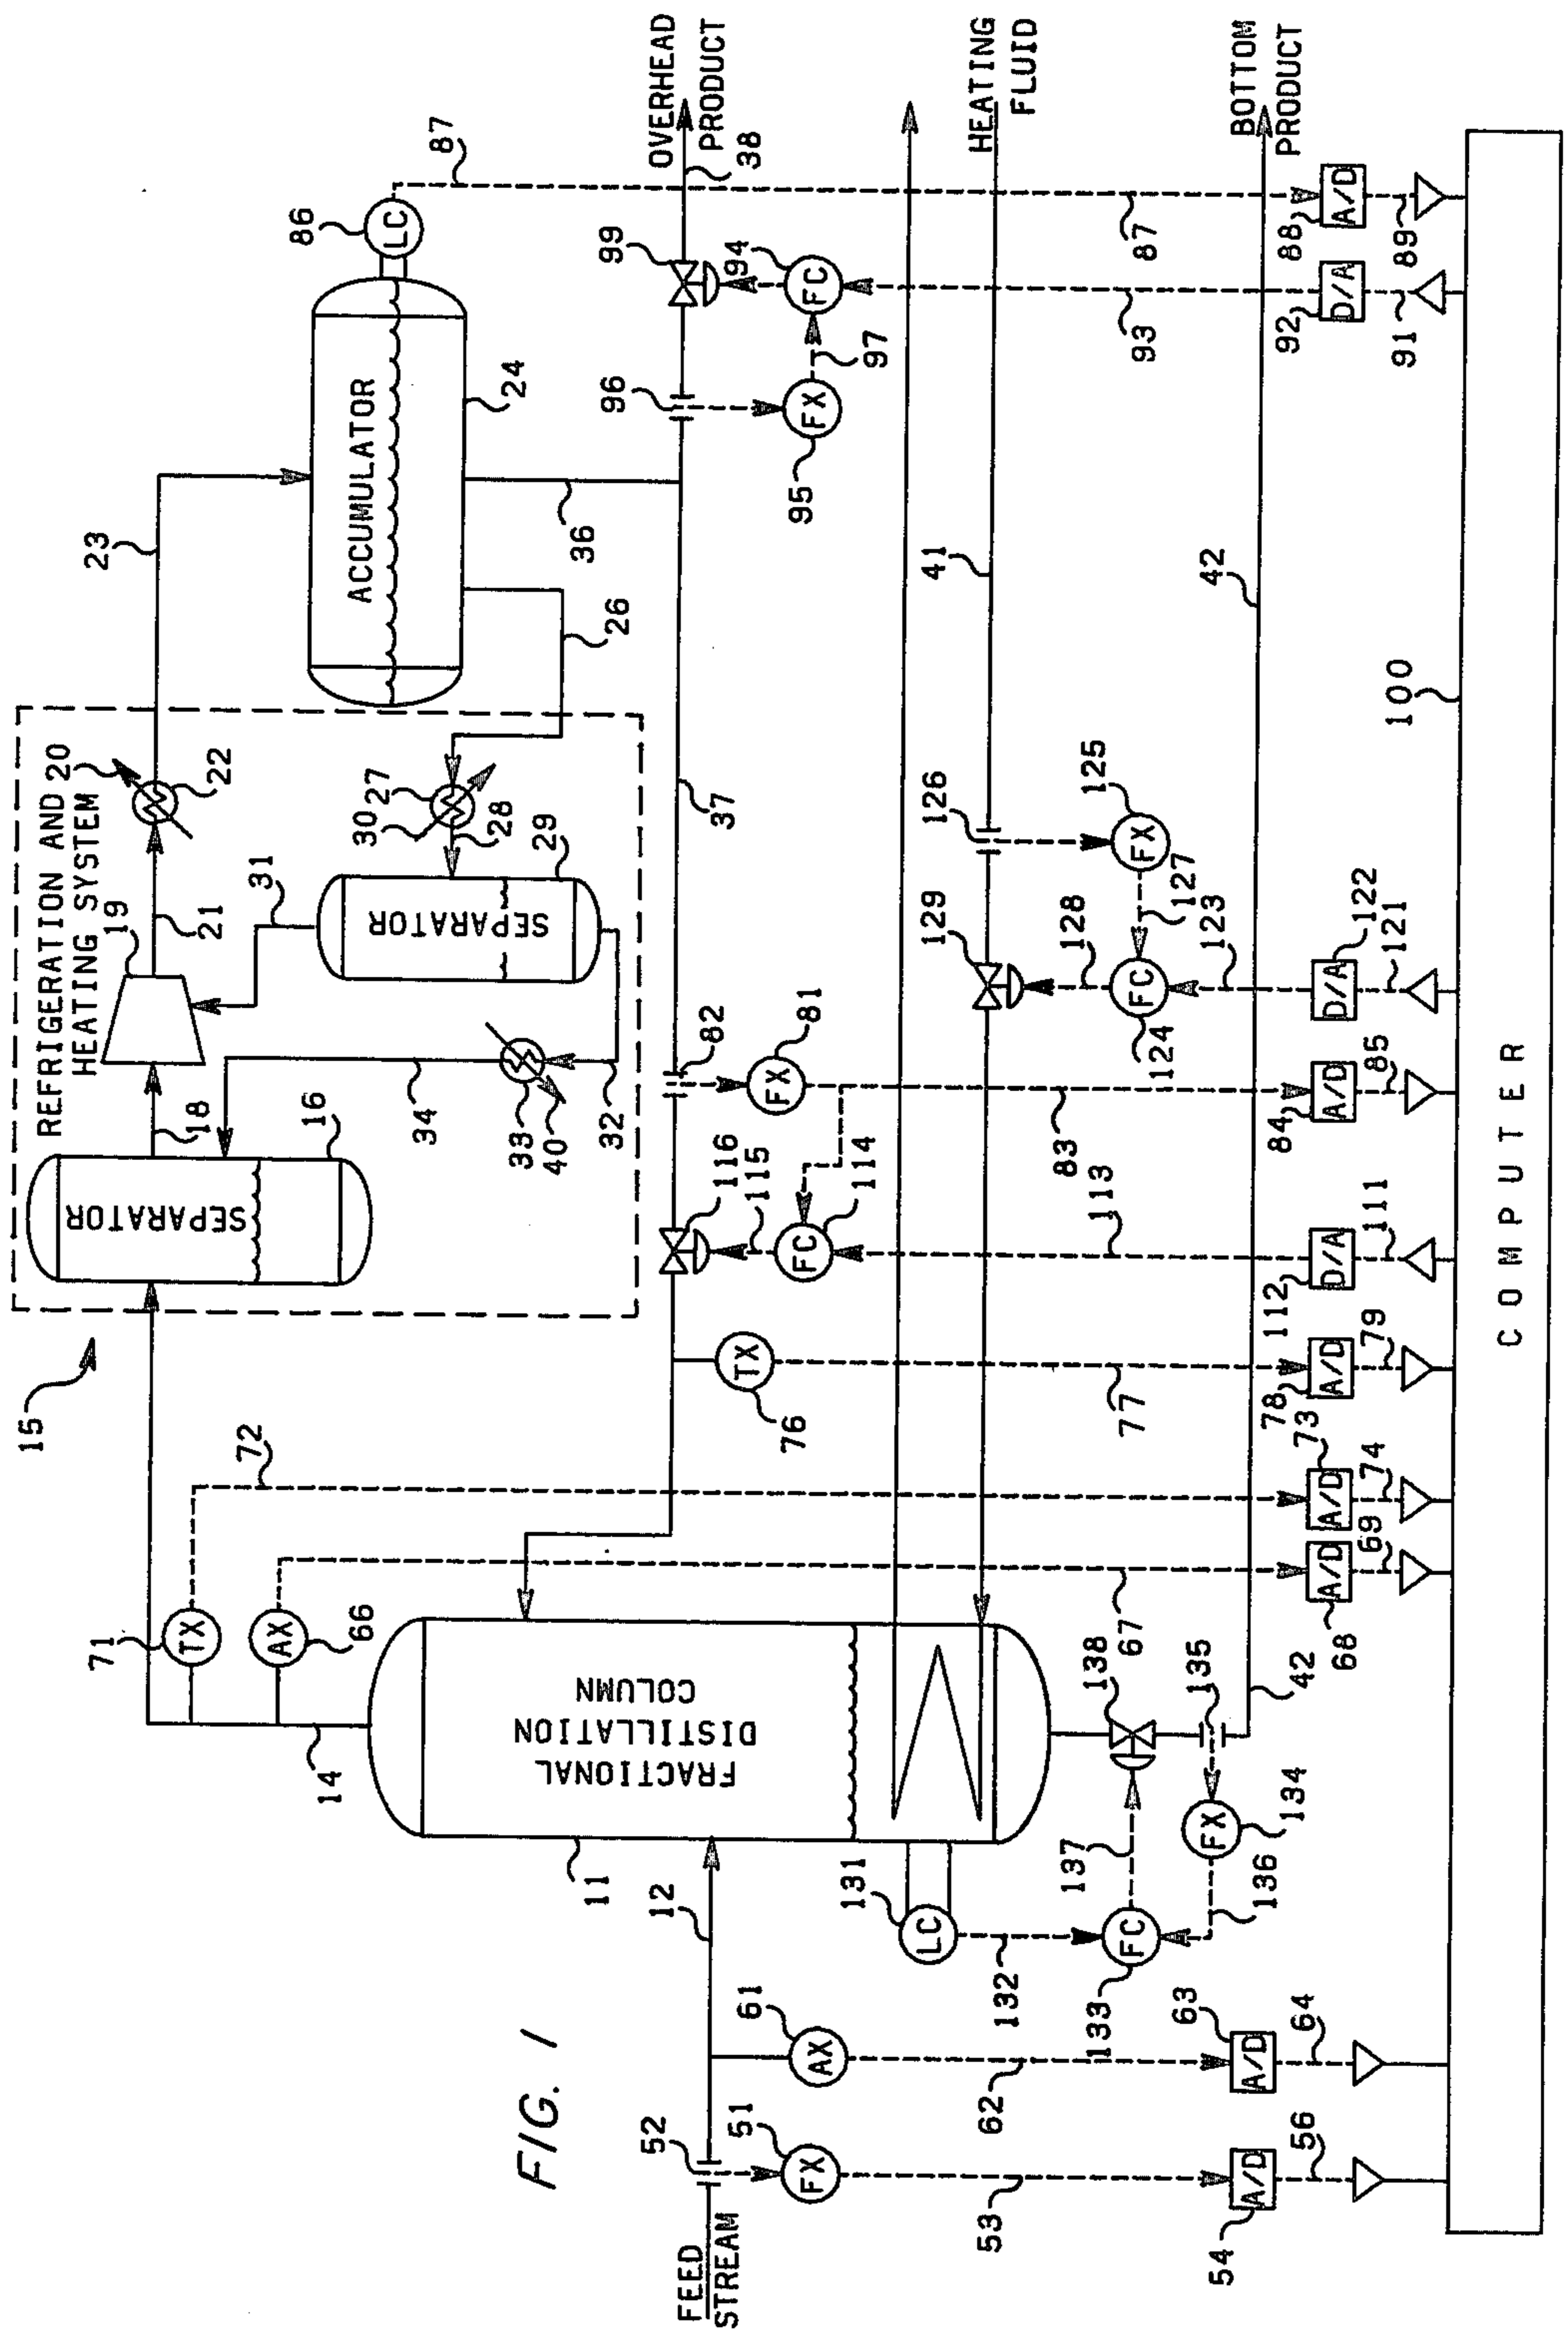 REFRIGERATION AND
HEATING SYSTEM
20
19
21
22
23
18
16
SEPARATOR
31
SEPARATOR
29
28
27
30
34
33
40
32
26
ACCUMULATOR
24
36
86
LC
87
OVERHEAD
PRODUCT
38
99
94
FC
96
97
FX
95
HEATING
FLUID
BOTTOM
PRODUCT
15
72
71
TX
AX
66
14
FRACTIONAL
DISTILLATION
COLUMN
11
12
37
82
FX
81
116
115
FC
114
TX
76
41
126
125
FX
127
129
128
FC
124
123
42
93
87
83
113
77
67
138
135
42
137
FX
134
136
131
LC
132
FC
133
61
AX
62
52
51
FX
53
FEED
STREAM
FIG. 1
54
A/D
56
63
A/D
64
68
A/D
69
73
A/D
74
78
A/D
79
112
D/A
111
84
A/D
85
D/A
122
121
92
D/A
91
88
A/D
89
100
COMPUTER